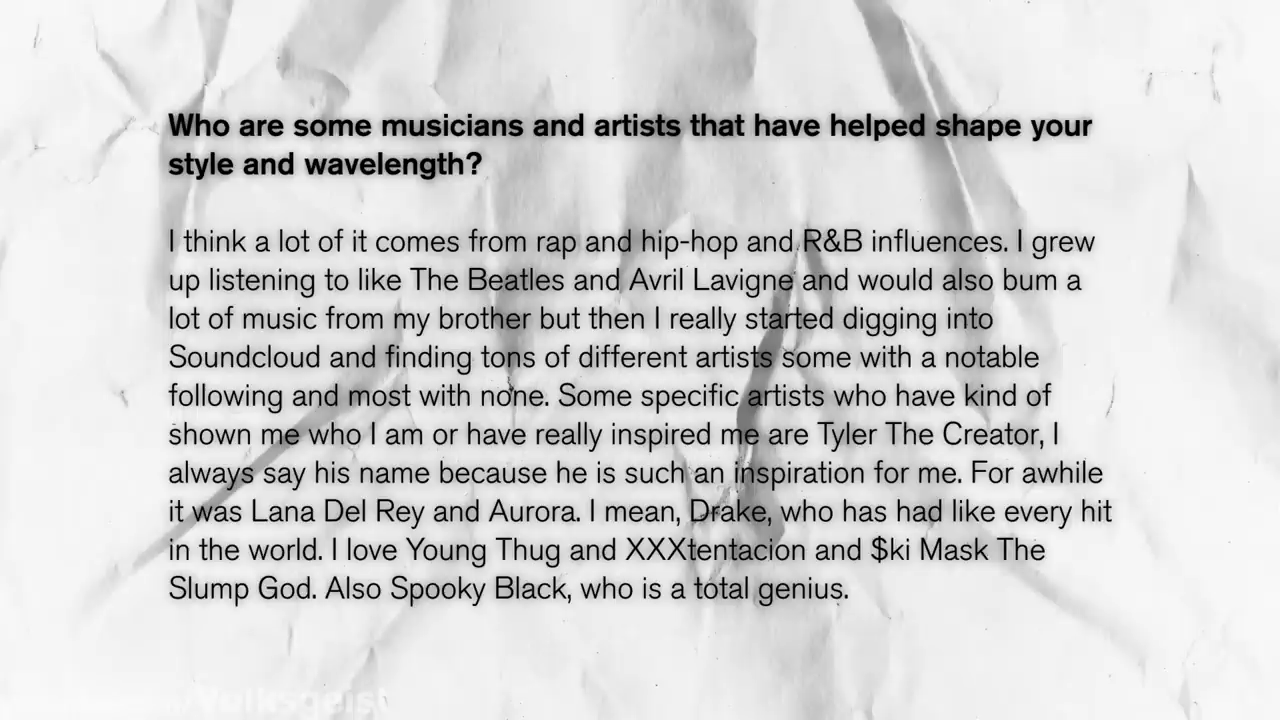 Who are some musicians and artists that have helped shape your
style and wavelength?
I think a lot of it comes from rap and hip-hop and R&B influences. I grew
up listening to like The Beatles and Avril Lavigne and would also bum a
lot of music from my brother but then I really started digging into
Soundcloud and finding tons of different artists some with a notable
following and most with none. Some specific artists who have kind of
shown me who I am or have really inspired me are Tyler The Creator, I
always say his name because he is such an inspiration for me. For awhile
it was Lana Del Rey and Aurora. I mean, Drake, who has had like every hit
in the world. I love Young Thug and XXXtentacion and $ki Mask The
Slump God. Also Spooky Black, who is a total genius.
Volksgeist